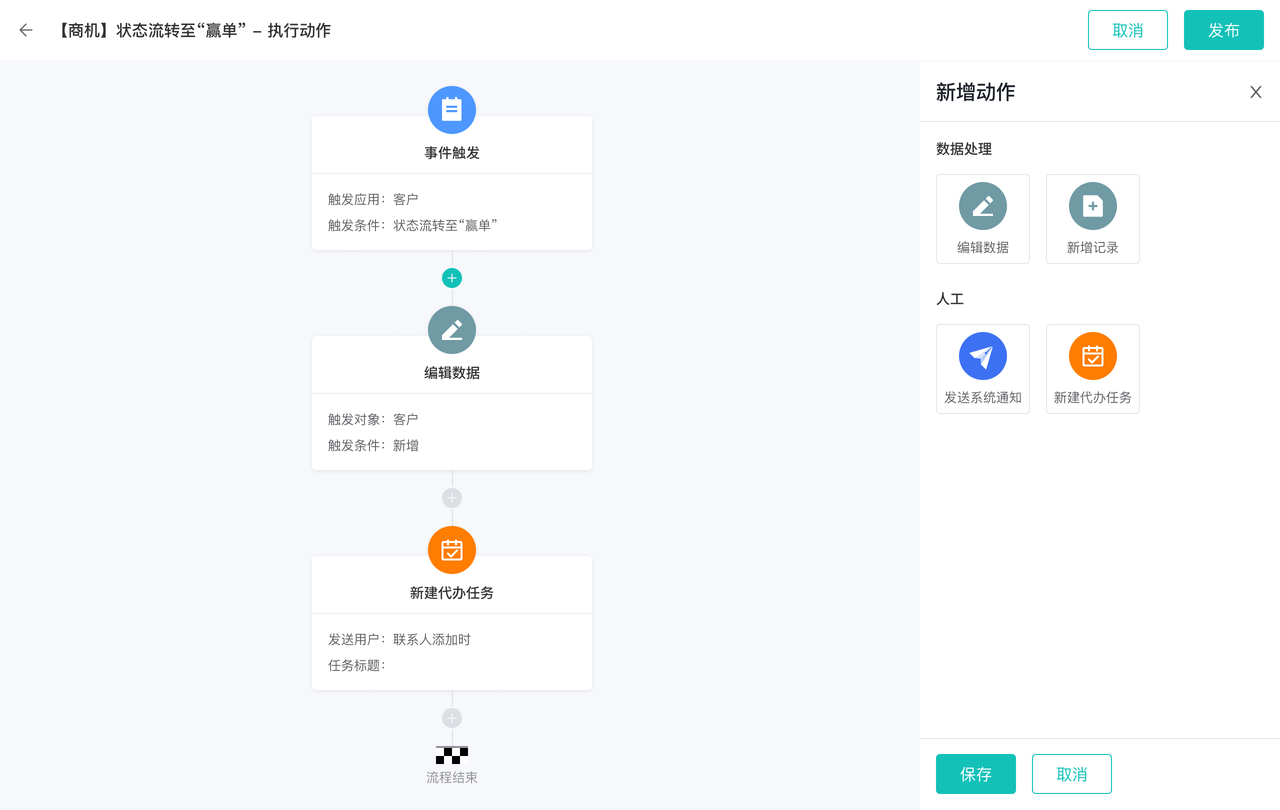 【商机】状态流转至“赢单” – 执行动作
取消
发布
事件触发
触发应用：客户
触发条件：状态流转至“赢单”
编辑数据
触发对象：客户
触发条件：新增
新建代办任务
发送用户：联系人添加时
任务标题：
流程结束
新增动作
数据处理
编辑数据
新增记录
人工
发送系统通知
新建代办任务
保存
取消